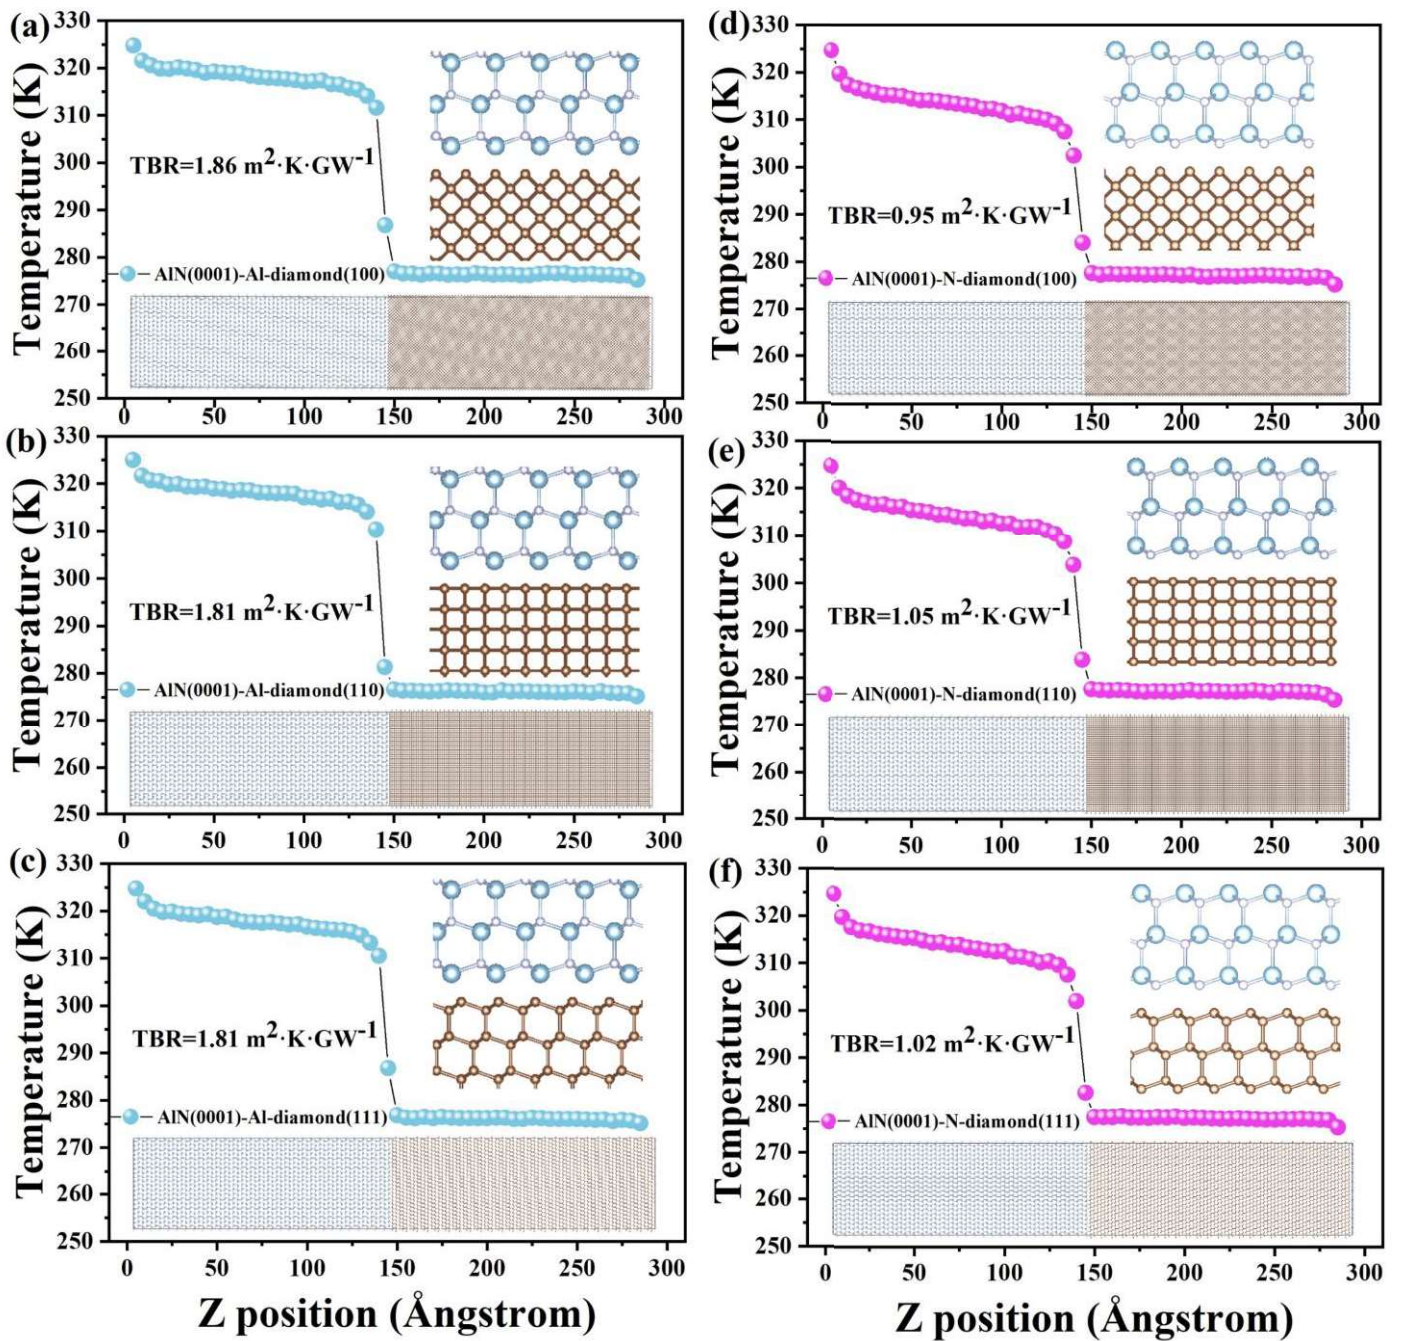 (a)
330
320
310
300
290
280
270
260
250
Temperature (K)
TBR=1.86 m²·K·GW⁻¹
AlN(0001)-Al-diamond(100)
0 50 100 150 200 250 300
(b)
330
320
310
300
290
280
270
260
250
Temperature (K)
TBR=1.81 m²·K·GW⁻¹
AlN(0001)-Al-diamond(110)
0 50 100 150 200 250 300
(c)
330
320
310
300
290
280
270
260
250
Temperature (K)
TBR=1.81 m²·K·GW⁻¹
AlN(0001)-Al-diamond(111)
0 50 100 150 200 250 300
Z position (Ångstrom)
(d)
330
320
310
300
290
280
270
260
250
Temperature (K)
TBR=0.95 m²·K·GW⁻¹
AlN(0001)-N-diamond(100)
0 50 100 150 200 250 300
(e)
330
320
310
300
290
280
270
260
250
Temperature (K)
TBR=1.05 m²·K·GW⁻¹
AlN(0001)-N-diamond(110)
0 50 100 150 200 250 300
(f)
330
320
310
300
290
280
270
260
250
Temperature (K)
TBR=1.02 m²·K·GW⁻¹
AlN(0001)-N-diamond(111)
0 50 100 150 200 250 300
Z position (Ångstrom)